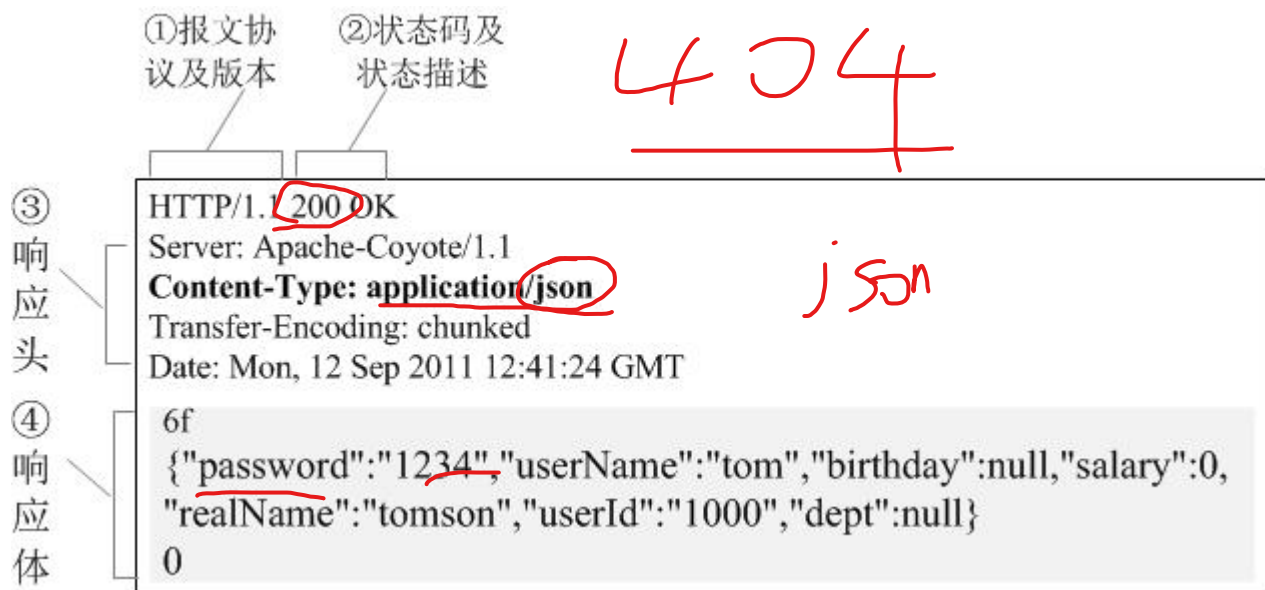 ①报文协
议及版本
②状态码及
状态描述
404
HTTP/1.1 200 OK
Server: Apache-Coyote/1.1
Content-Type: application/json
json
Transfer-Encoding: chunked
Date: Mon, 12 Sep 2011 12:41:24 GMT
③
响
应
头
6f
{"password":"1234","userName":"tom","birthday":null,"salary":0,
"realName":"tomson","userId":"1000","dept":null}
0
④
响
应
体